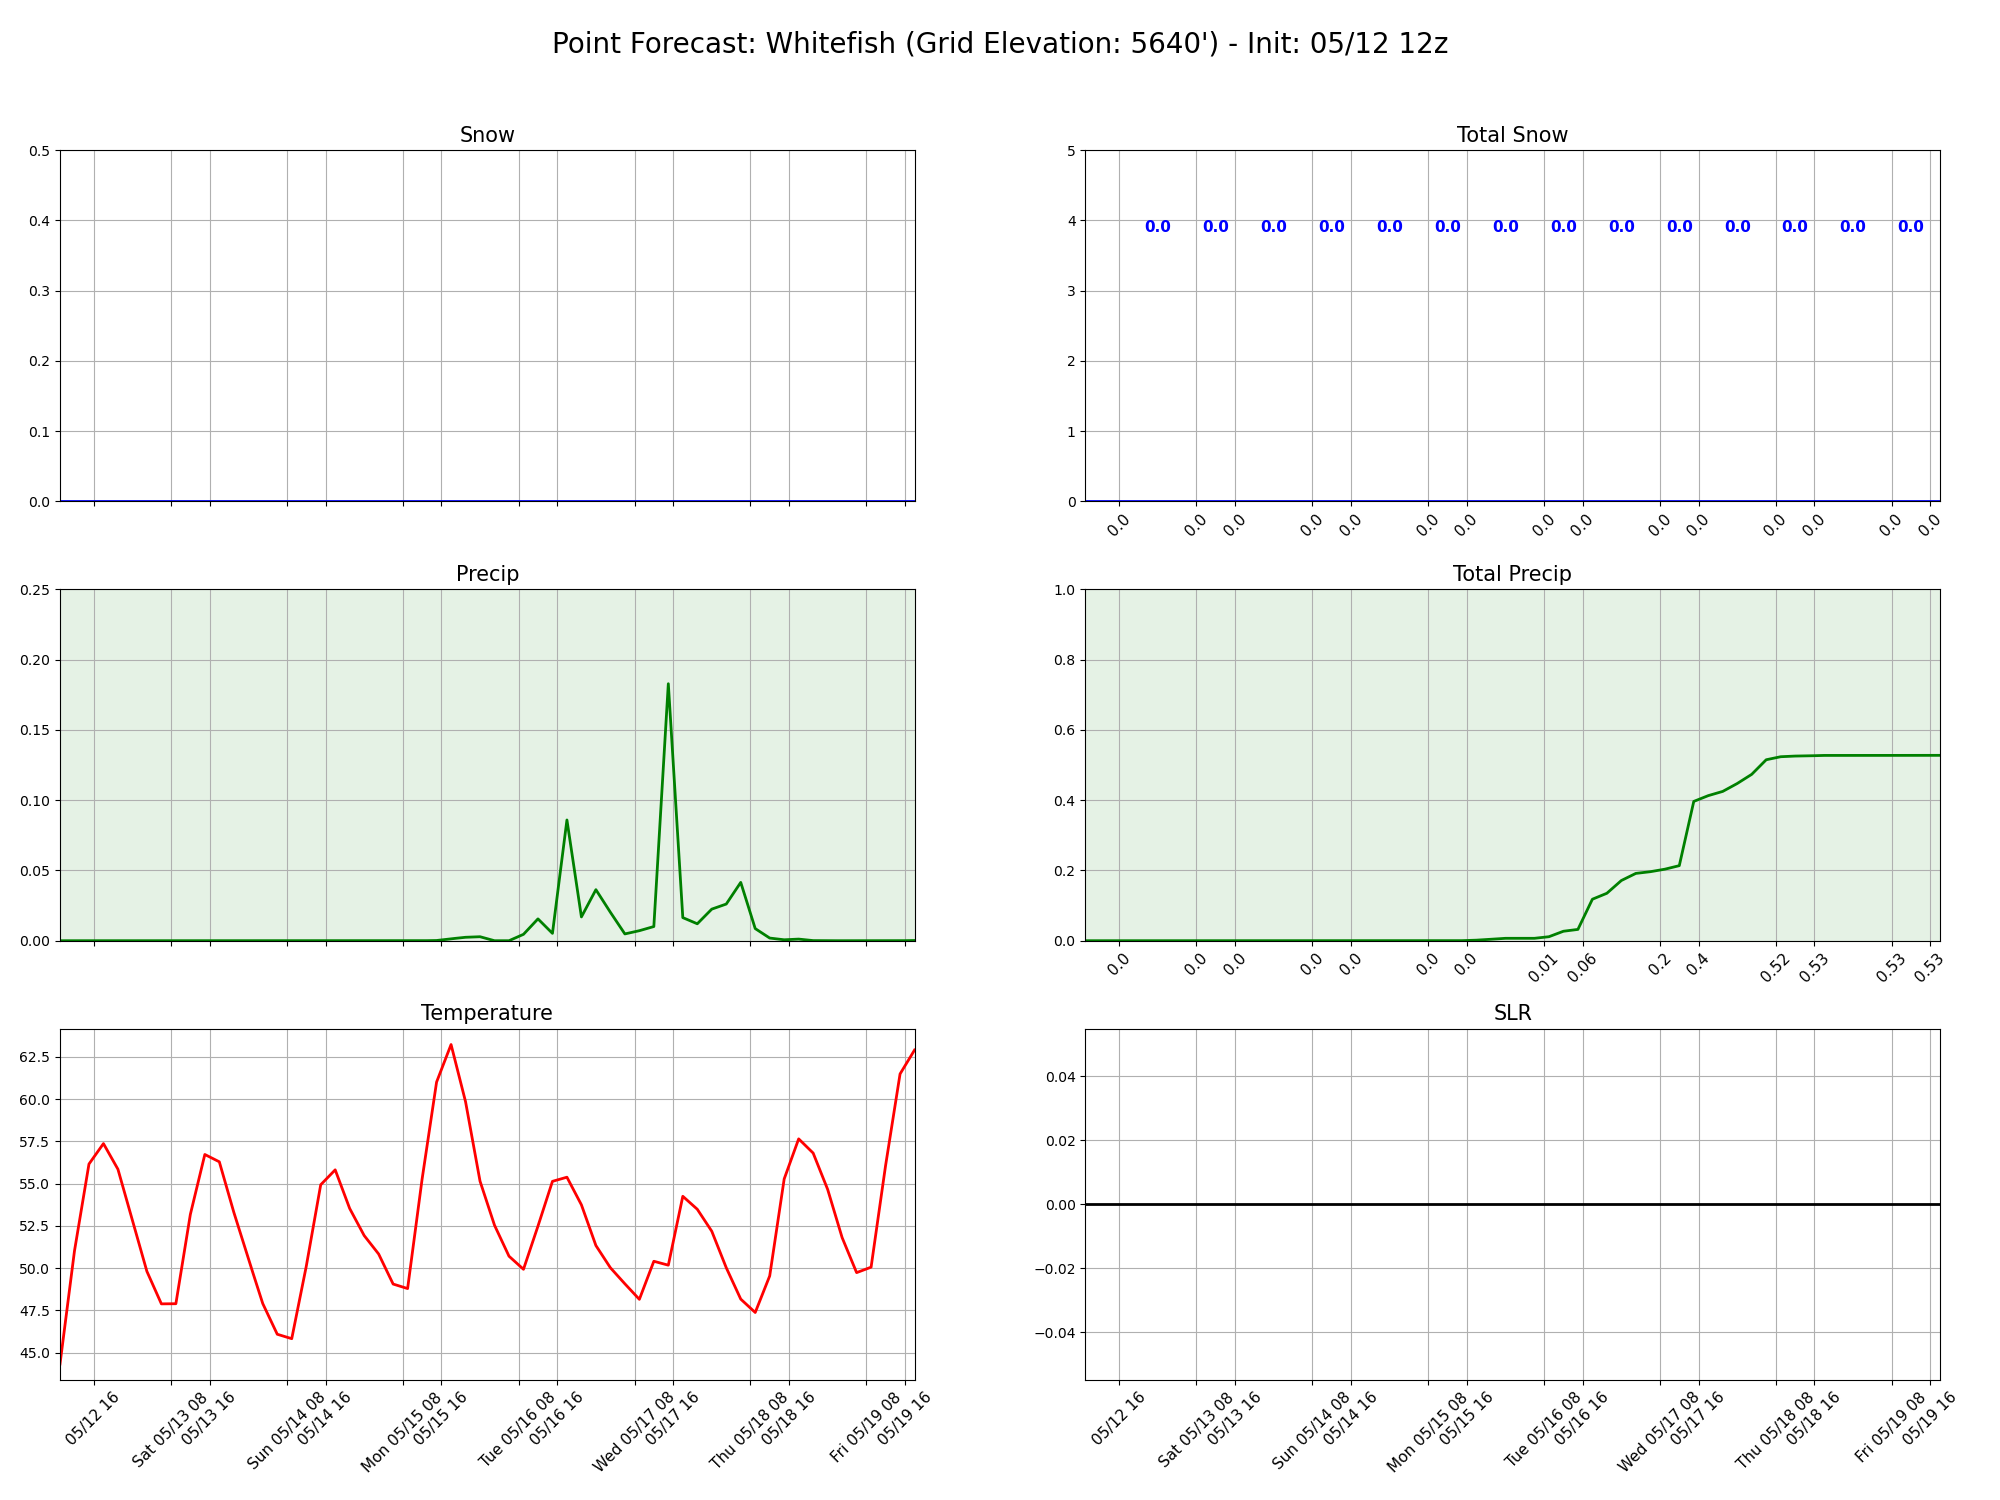 Point Forecast: Whitefish (Grid Elevation: 5640') - Init: 05/12 12z
Snow
0.5
0.4
0.3
0.2
0.1
0.0
Total Snow
5
4
3
2
1
0
0.0 0.0 0.0 0.0 0.0 0.0 0.0 0.0 0.0 0.0 0.0 0.0 0.0 0.0
0.0 0.0 0.0 0.0 0.0 0.0 0.0 0.0 0.0 0.0 0.0 0.0 0.0 0.0 0.0
Precip
0.25
0.20
0.15
0.10
0.05
0.00
Total Precip
1.0
0.8
0.6
0.4
0.2
0.0
0.0 0.0 0.0 0.0 0.0 0.0 0.0 0.01 0.06 0.2 0.4 0.52 0.53 0.53 0.53
Temperature
62.5
60.0
57.5
55.0
52.5
50.0
47.5
45.0
05/12 16
Sat 05/13 08
05/13 16
Sun 05/14 08
05/14 16
Mon 05/15 08
05/15 16
Tue 05/16 08
05/16 16
Wed 05/17 08
05/17 16
Thu 05/18 08
05/18 16
Fri 05/19 08
05/19 16
SLR
0.04
0.02
0.00
−0.02
−0.04
05/12 16
Sat 05/13 08
05/13 16
Sun 05/14 08
05/14 16
Mon 05/15 08
05/15 16
Tue 05/16 08
05/16 16
Wed 05/17 08
05/17 16
Thu 05/18 08
05/18 16
Fri 05/19 08
05/19 16